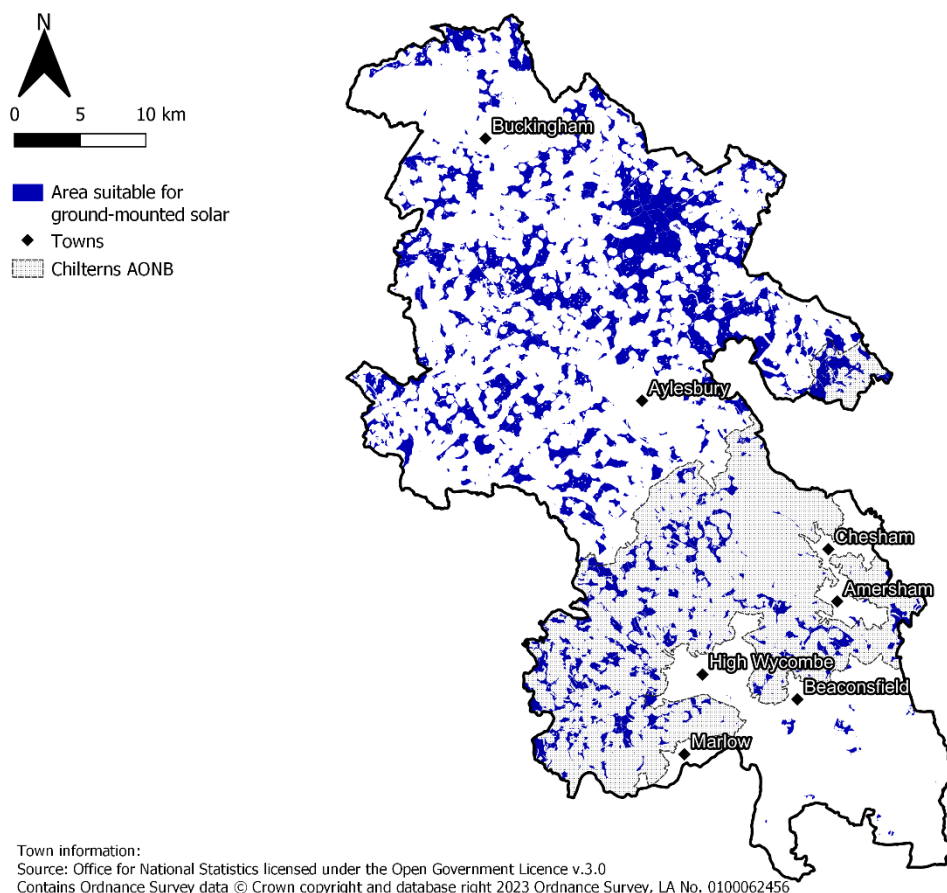 N
0 5 10 km
Area suitable for
ground-mounted solar
Towns
Chilterns AONB
Buckingham
Aylesbury
Chesham
Amersham
High Wycombe
Beaconsfield
Marlow
Town information:
Source: Office for National Statistics licensed under the Open Government Licence v.3.0
Contains Ordnance Survey data © Crown copyright and database right 2023 Ordnance Survey, LA No. 0100062456